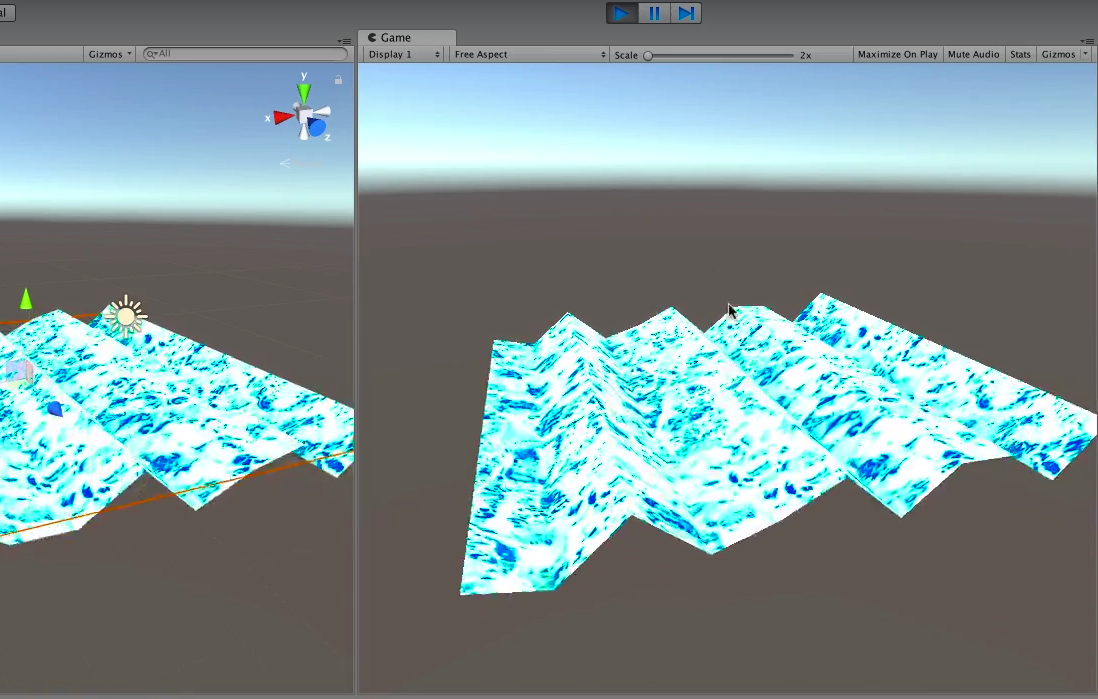 al
Game
Gizmos
All
Display 1
Free Aspect
Scale
2x
Maximize On Play
Mute Audio
Stats
Gizmos
y
x
z